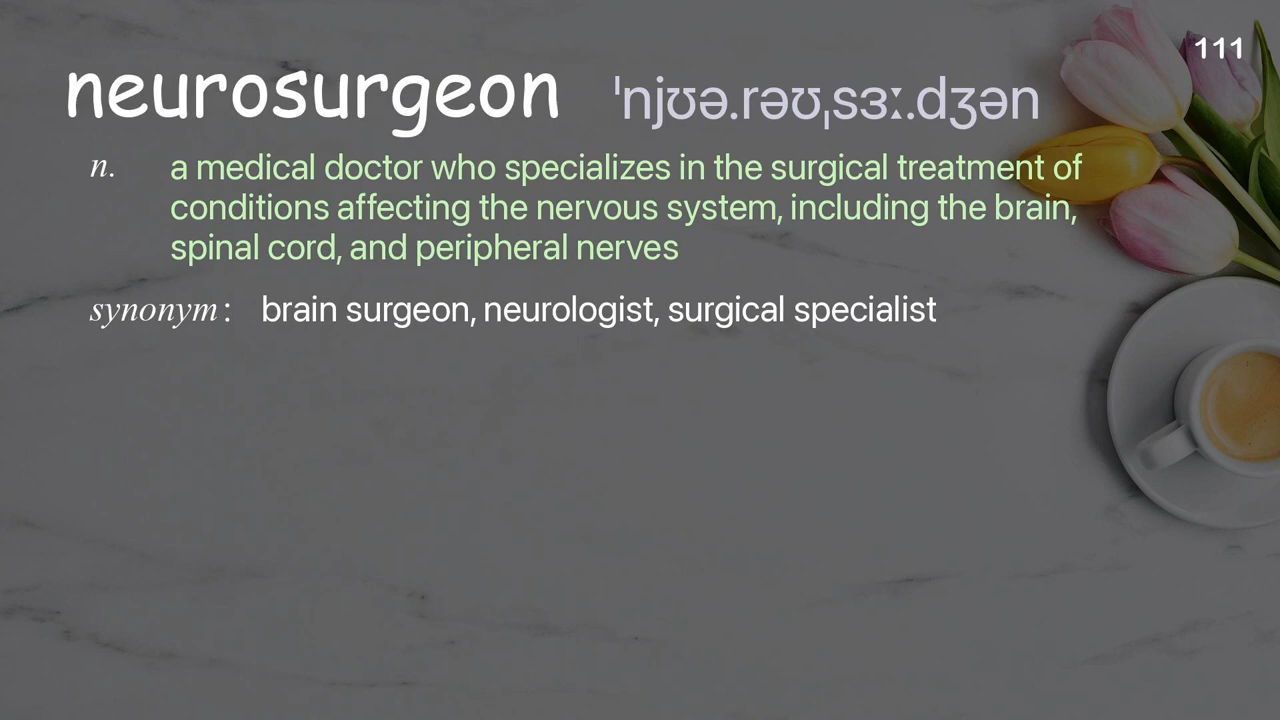 111
neurosurgeon ˈnjʊə.rəʊˌsɜː.dʒən
n. a medical doctor who specializes in the surgical treatment of
conditions affecting the nervous system, including the brain,
spinal cord, and peripheral nerves
synonym: brain surgeon, neurologist, surgical specialist